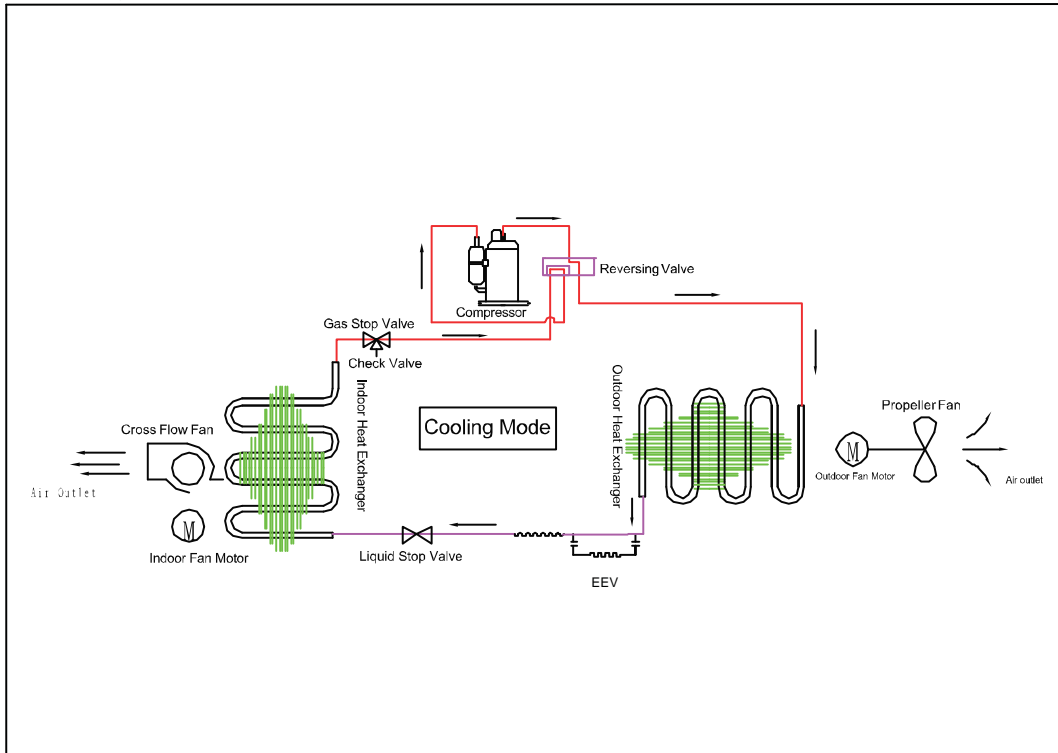 Reversing Valve
Compressor
Gas Stop Valve
Check Valve
Indoor Heat Exchanger
Outdoor Heat Exchanger
Cooling Mode
Propeller Fan
Cross Flow Fan
M
Outdoor Fan Motor
Air outlet
Air Outlet
M
Indoor Fan Motor
Liquid Stop Valve
EEV